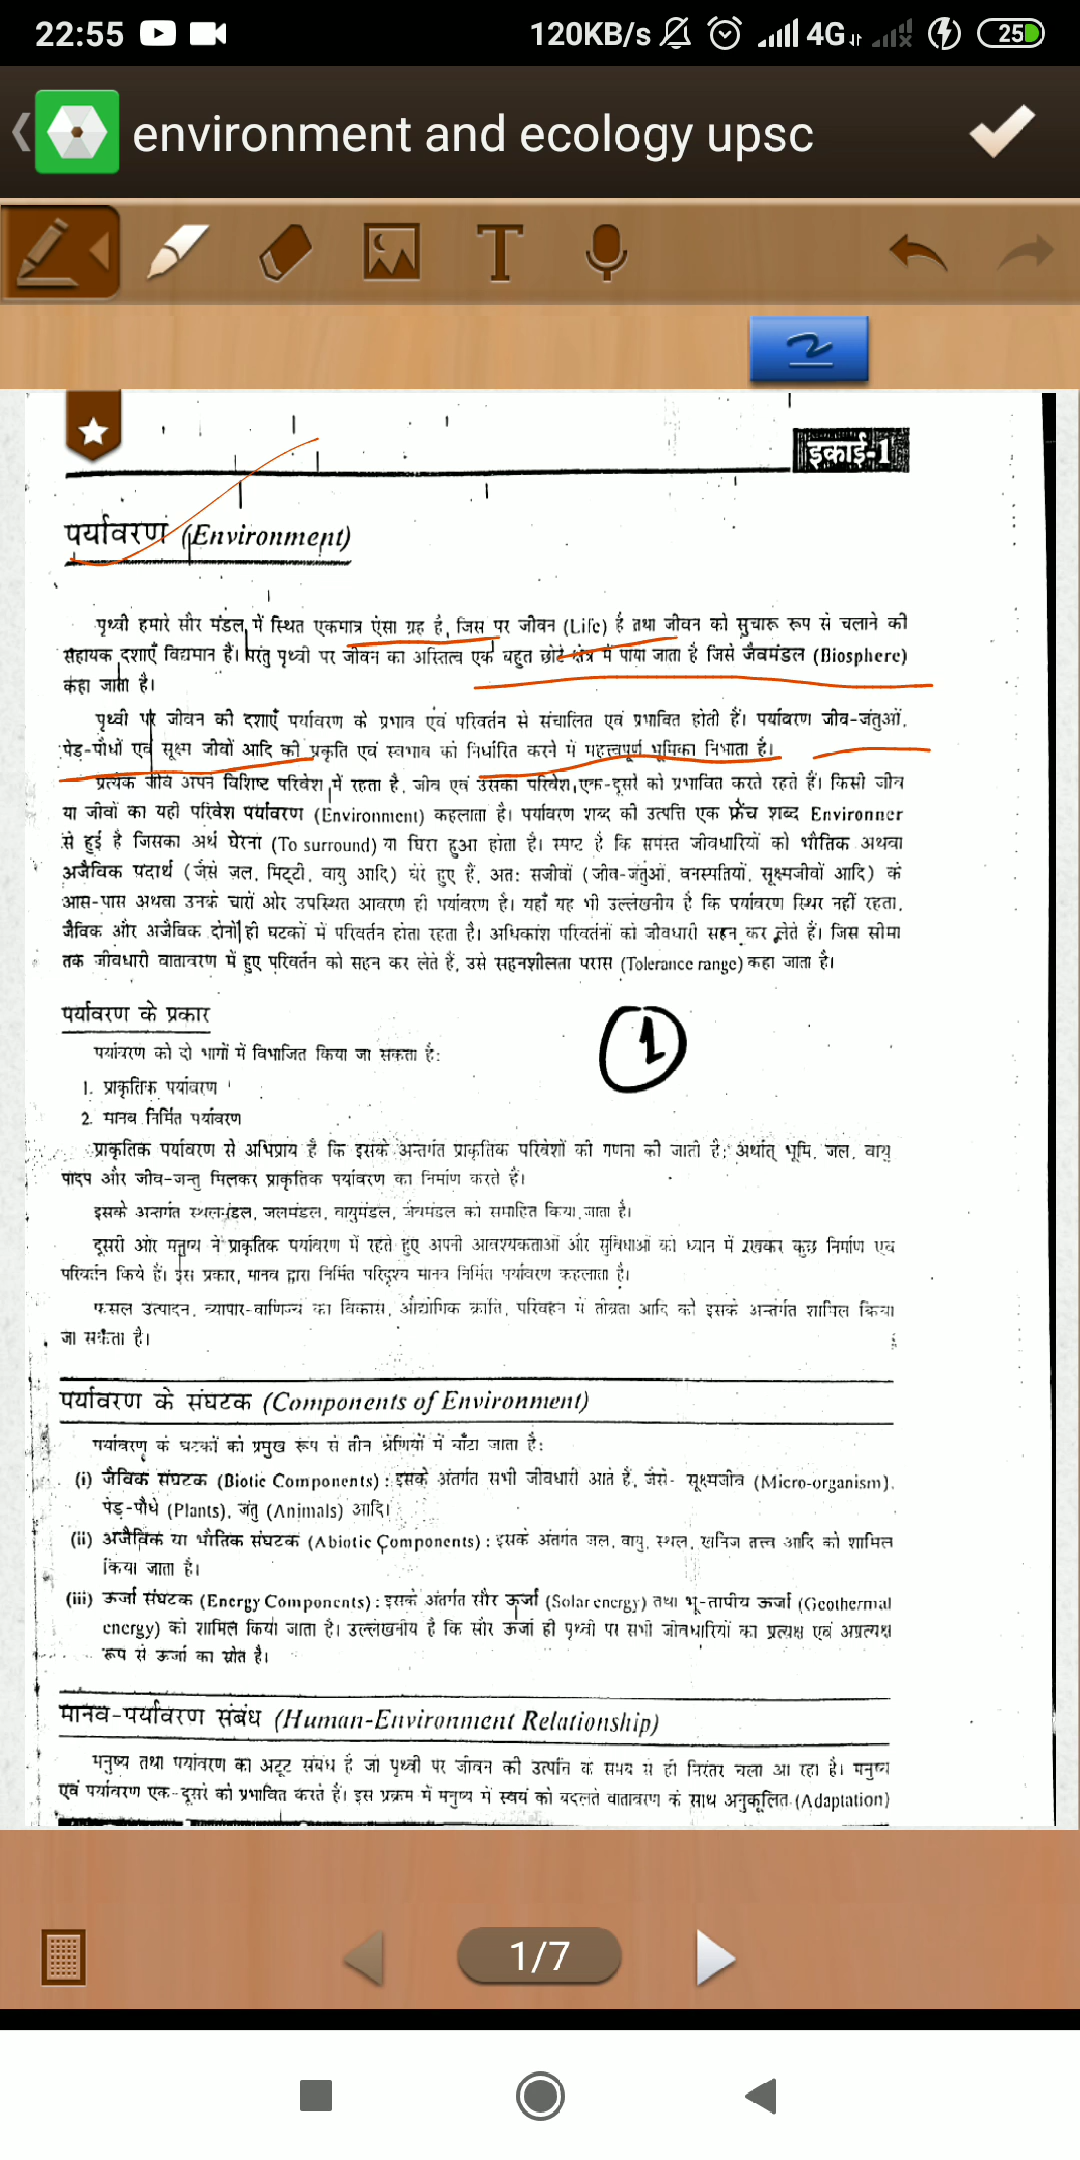 22:55
120KB/s 4G 25
environment and ecology upsc
T
2
इकाई-1
पर्यावरण (Environment)
पृथ्वी हमारे सौर मंडल में स्थित एकमात्र ऐसा ग्रह है, जिस पर जीवन (Life) है तथा जीवन को सुचारू रूप से चलाने की
सहायक दशाएँ विद्यमान हैं। परंतु पृथ्वी पर जीवन का अस्तित्व एक बहुत छोटे क्षेत्र में पाया जाता है जिसे जैवमंडल (Biosphere)
कहा जाता है।
पृथ्वी पर जीवन की दशाएँ पर्यावरण के प्रभाव एवं परिवर्तन से संचालित एवं प्रभावित होती हैं। पर्यावरण जीव-जंतुओं,
पेड़-पौधों एवं सूक्ष्म जीवों आदि की प्रकृति एवं स्वभाव को निर्धारित करने में महत्त्वपूर्ण भूमिका निभाता है।
प्रत्येक जीव अपने विशिष्ट परिवेश में रहता है, जीव एवं उसका परिवेश एक-दूसरे को प्रभावित करते रहते हैं। किसी जीव
या जीवों का यही परिवेश पर्यावरण (Environment) कहलाता है। पर्यावरण शब्द की उत्पत्ति एक फ्रेंच शब्द Environner
से हुई है जिसका अर्थ घेरना (To surround) या घिरा हुआ होता है। स्पष्ट है कि समस्त जीवधारियों को भौतिक अथवा
अजैविक पदार्थ (जैसे जल, मिट्टी, वायु आदि) घेरे हुए हैं, अतः सजीवों (जीव-जंतुओं, वनस्पतियों, सूक्ष्मजीवों आदि) के
आस-पास अथवा उनके चारों ओर उपस्थित आवरण ही पर्यावरण है। यहाँ यह भी उल्लेखनीय है कि पर्यावरण स्थिर नहीं रहता,
जैविक और अजैविक दोनों ही घटकों में परिवर्तन होता रहता है। अधिकांश परिवर्तनों को जीवधारी सहन कर लेते हैं। जिस सीमा
तक जीवधारी वातावरण में हुए परिवर्तन को सहन कर लेते हैं, उसे सहनशीलता परास (Tolerance range) कहा जाता है।
पर्यावरण के प्रकार
1
पर्यावरण को दो भागों में विभाजित किया जा सकता है:
1. प्राकृतिक पर्यावरण
2. मानव निर्मित पर्यावरण
प्राकृतिक पर्यावरण से अभिप्राय है कि इसके अन्तर्गत प्राकृतिक परिवेशों की गणना की जाती है; अर्थात् भूमि, जल, वायु
पादप और जीव-जन्तु मिलकर प्राकृतिक पर्यावरण का निर्माण करते हैं।
इसके अन्तर्गत स्थलमंडल, जलमंडल, वायुमंडल, जैवमंडल को समाहित किया जाता है।
दूसरी ओर मनुष्य ने प्राकृतिक पर्यावरण में रहते हुए अपनी आवश्यकताओं और सुविधाओं को ध्यान में रखकर कुछ निर्माण एवं
परिवर्तन किये हैं। इस प्रकार, मानव द्वारा निर्मित परिदृश्य मानव निर्मित पर्यावरण कहलाता है।
फसल उत्पादन, व्यापार-वाणिज्य का विकास, औद्योगिक क्रांति, परिवहन में तीव्रता आदि को इसके अन्तर्गत शामिल किया
जा सकता है।
पर्यावरण के संघटक (Components of Environment)
पर्यावरण के घटकों को प्रमुख रूप से तीन श्रेणियों में बाँटा जाता है:
(i) जैविक संघटक (Biotic Components) : इसके अंतर्गत सभी जीवधारी आते हैं, जैसे- सूक्ष्मजीव (Micro-organism),
पेड़-पौधे (Plants), जंतु (Animals) आदि।
(ii) अजैविक या भौतिक संघटक (Abiotic Components) : इसके अंतर्गत जल, वायु, स्थल, खनिज तत्त्व आदि को शामिल
किया जाता है।
(iii) ऊर्जा संघटक (Energy Components) : इसके अंतर्गत सौर ऊर्जा (Solar energy) तथा भू-तापीय ऊर्जा (Geothermal
energy) को शामिल किया जाता है। उल्लेखनीय है कि सौर ऊर्जा ही पृथ्वी पर सभी जीवधारियों का प्रत्यक्ष एवं अप्रत्यक्ष
रूप से ऊर्जा का स्रोत है।
मानव-पर्यावरण संबंध (Human-Environment Relationship)
मनुष्य तथा पर्यावरण का अटूट संबंध है जो पृथ्वी पर जीवन की उत्पत्ति के समय से ही निरंतर चला आ रहा है। मनुष्य
एवं पर्यावरण एक-दूसरे को प्रभावित करते हैं। इस प्रक्रम में मनुष्य में स्वयं को बदलते वातावरण के साथ अनुकूलित (Adaptation)
1/7